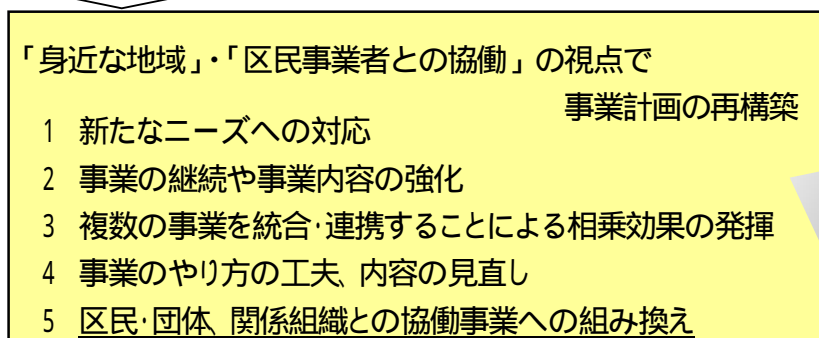 「身近な地域」・「区民事業者との協働」の視点で
事業計画の再構築
1 新たなニーズへの対応
2 事業の継続や事業内容の強化
3 複数の事業を統合・連携することによる相乗効果の発揮
4 事業のやり方の工夫、内容の見直し
5 区民・団体、関係組織との協働事業への組み換え